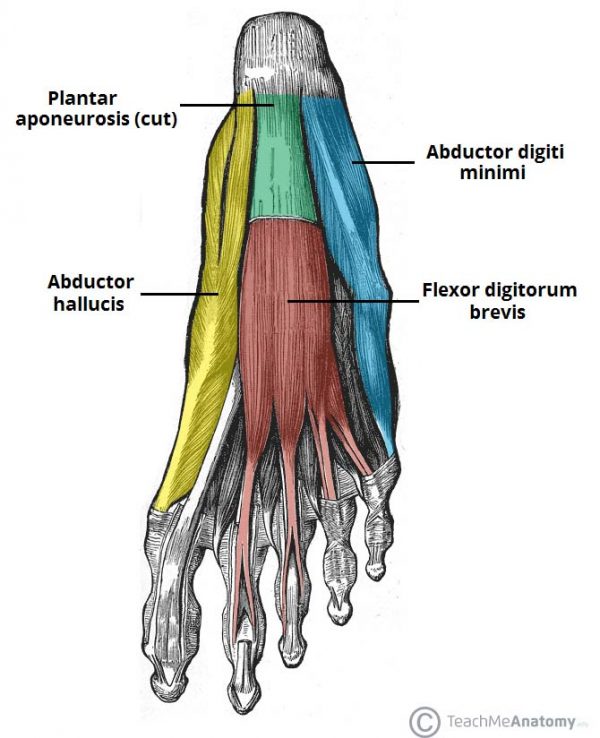 Plantar
aponeurosis (cut)
Abductor digiti
minimi
Abductor
hallucis
Flexor digitorum
brevis
© TeachMeAnatomy